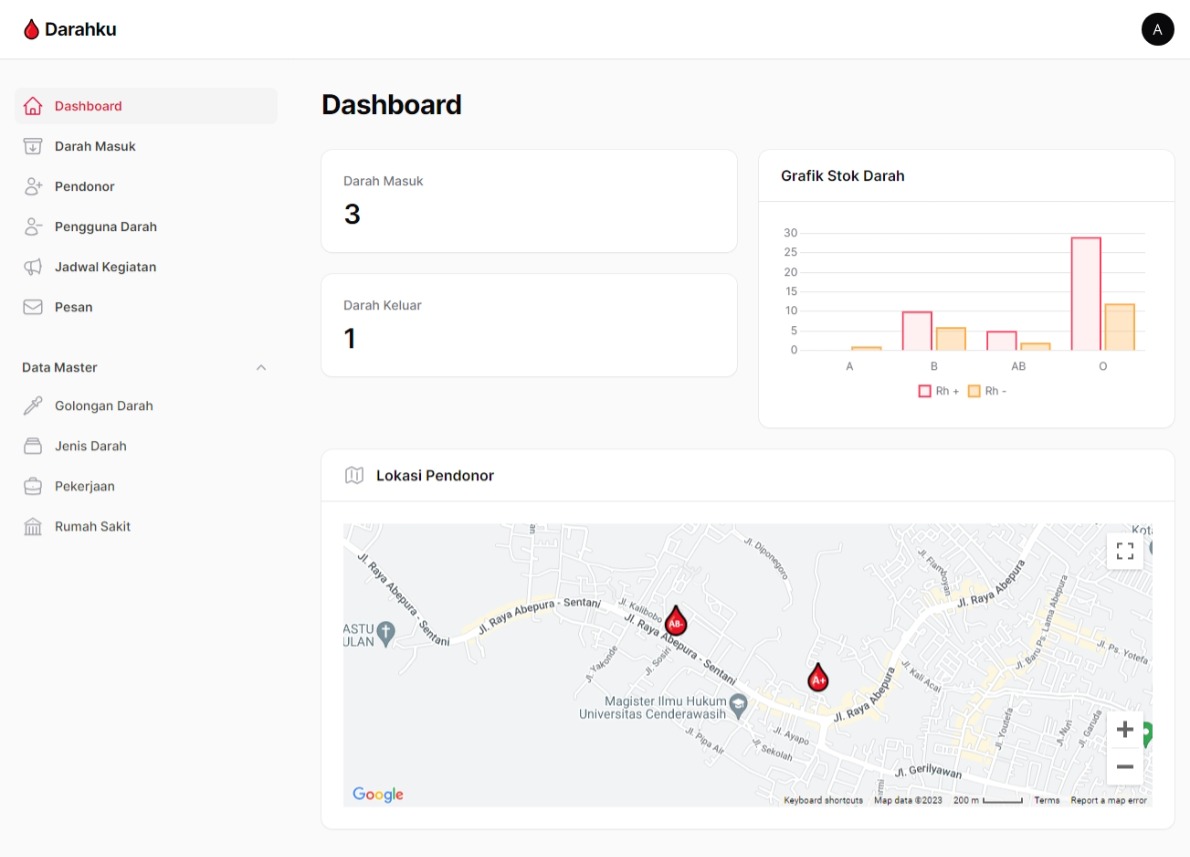 Darahku
A
Dashboard
Darah Masuk
Pendonor
Pengguna Darah
Jadwal Kegiatan
Pesan
Data Master
Golongan Darah
Jenis Darah
Pekerjaan
Rumah Sakit
Dashboard
Darah Masuk
3
Darah Keluar
1
Grafik Stok Darah
30
25
20
15
10
5
0
A
B
AB
O
Rh +
Rh -
Lokasi Pendonor
Jl. Diponegoro
Jl. Raya Abepura - Sentani
Jl. Raya Abepura - Sentani
Jl. Kalibobo
Jl. Raya Abepura - Sentani
AB-
ASTU
ULAN
Jl. Yakonde
Jl. Sosiri
A+
Magister Ilmu Hukum
Universitas Cenderawasih
Jl. Pipa Air
Jl. Ayapo
Jl. Sekolah
Jl. Raya Abepura
Jl. Flamboyan
Jl. Raya Abepura
Jl. Kali Acai
Jl. Baru Ps. Lama Abepura
Jl. Ps. Yotefa
Jl. Youtefa
Jl. Garuda
Jl. Gerilyawan
Google
Keyboard shortcuts
Map data ©2023
200 m
Terms
Report a map error